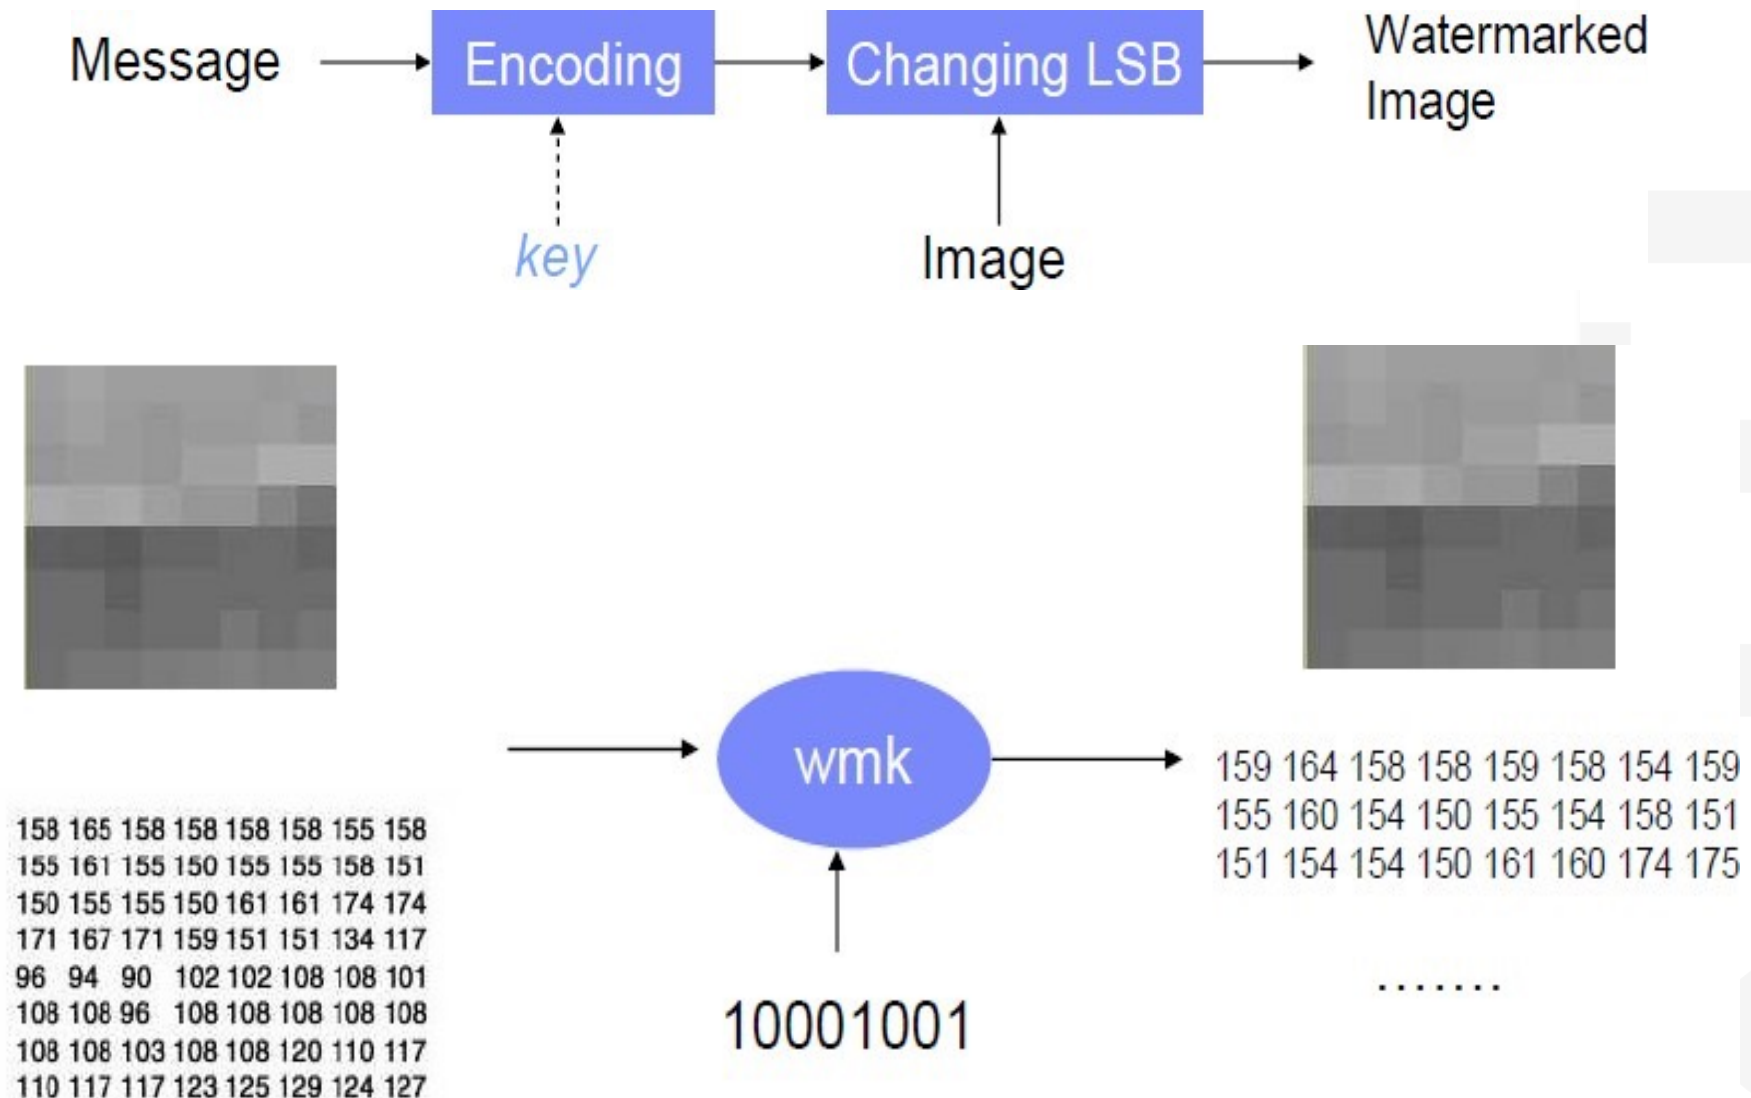 Message
Encoding
Changing LSB
Watermarked
Image
key
Image
wmk
159 164 158 158 159 158 154 159
155 160 154 150 155 154 158 151
151 154 154 150 161 160 174 175
.......
158 165 158 158 158 158 155 158
155 161 155 150 155 155 158 151
150 155 155 150 161 161 174 174
171 167 171 159 151 151 134 117
96 94 90 102 102 108 108 101
108 108 96 108 108 108 108 108
108 108 103 108 108 120 110 117
110 117 117 123 125 129 124 127
10001001